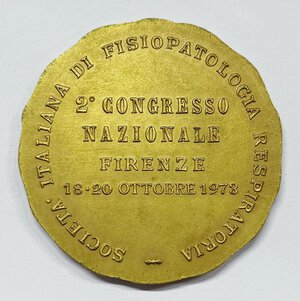 SOCIETA' ITALIANA DI FISIOPATOLOGIA RESPIRATORIA
2° CONGRESSO
NAZIONALE
FIRENZE
18-20 OTTOBRE 1973